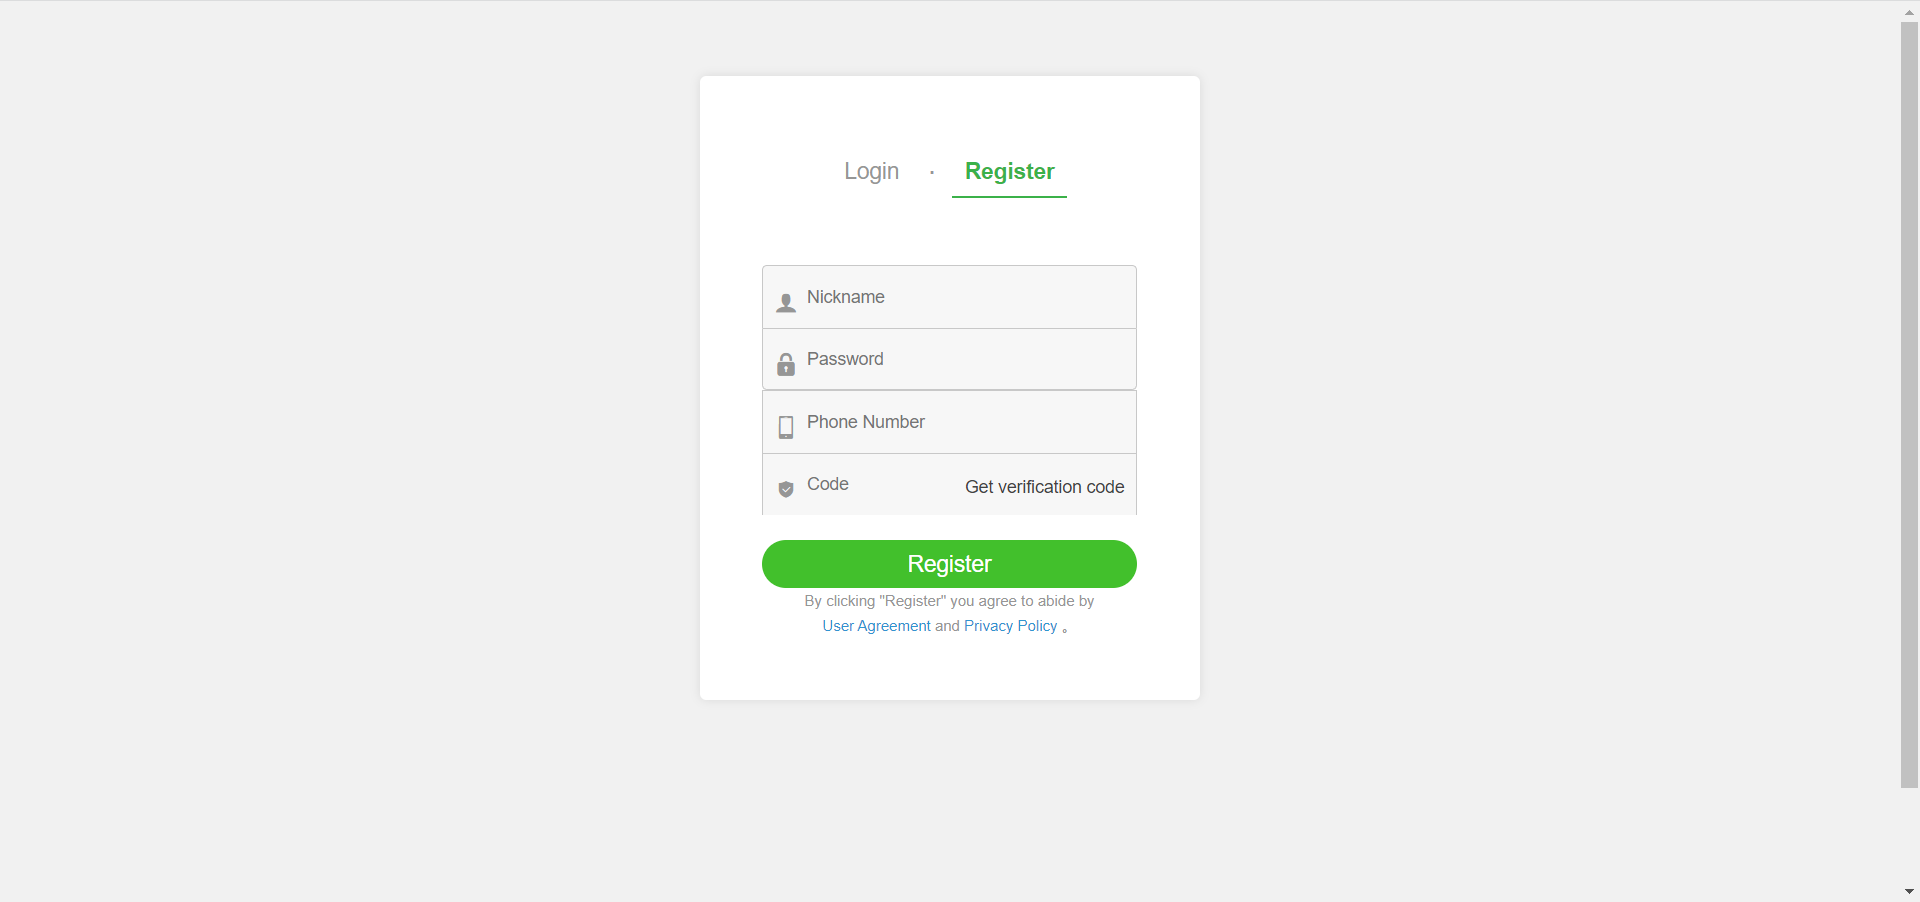 Login · Register
Nickname
Password
Phone Number
Code Get verification code
Register
By clicking "Register" you agree to abide by
User Agreement and Privacy Policy 。